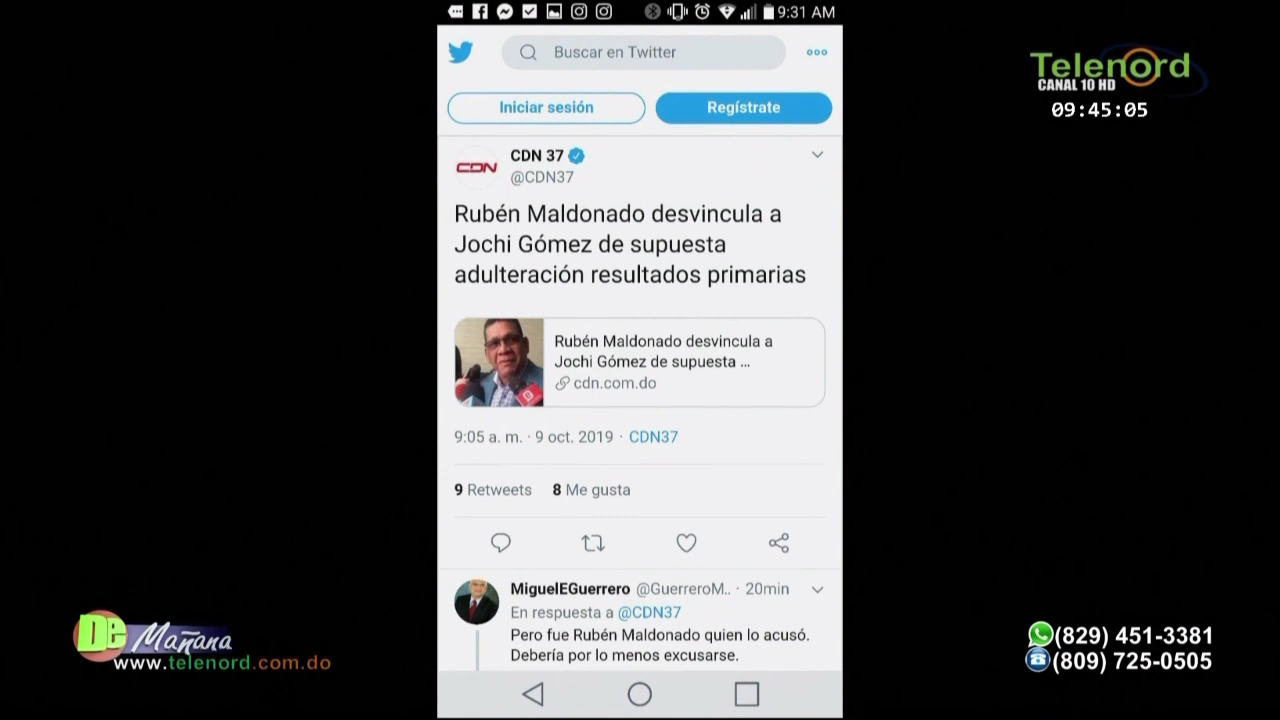 9:31 AM
Buscar en Twitter
Iniciar sesión
Regístrate
CDN
CDN 37
@CDN37
Rubén Maldonado desvincula a
Jochi Gómez de supuesta
adulteración resultados primarias
Rubén Maldonado desvincula a
Jochi Gómez de supuesta ...
cdn.com.do
9:05 a. m. · 9 oct. 2019 · CDN37
9 Retweets 8 Me gusta
MiguelEGuerrero @GuerreroM.. · 20min
En respuesta a @CDN37
Pero fue Rubén Maldonado quien lo acusó.
Debería por lo menos excusarse.
Telenord
CANAL 10 HD
09:45:05
De Mañana
www.telenord.com.do
(829) 451-3381
(809) 725-0505